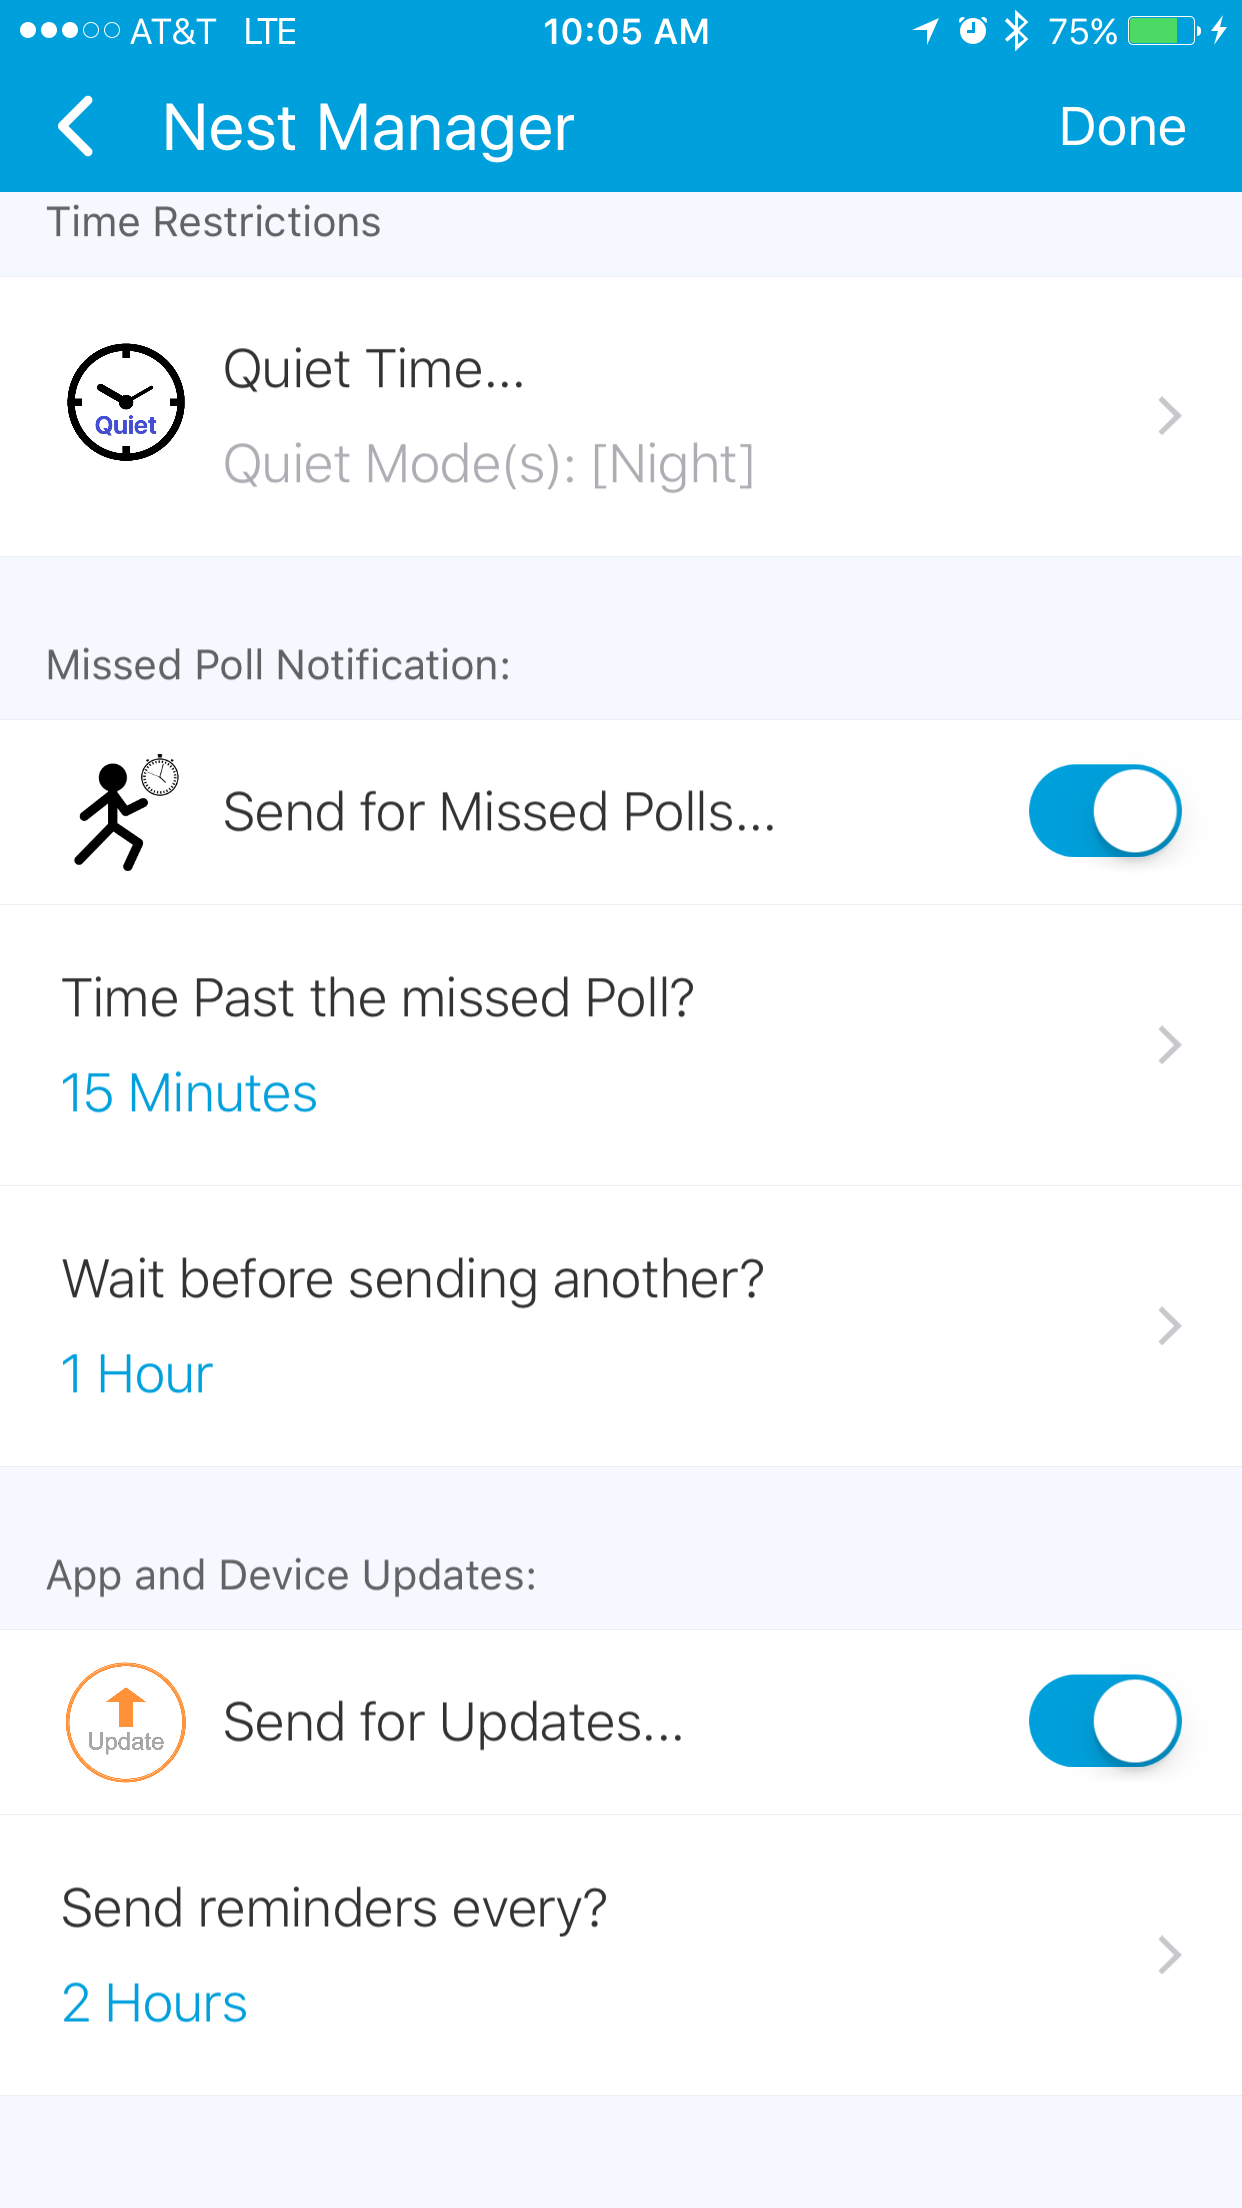 AT&T LTE 10:05 AM 75%
Nest Manager Done
Time Restrictions
Quiet Time...
Quiet
Quiet Mode(s): [Night]
Missed Poll Notification:
Send for Missed Polls...
Time Past the missed Poll?
15 Minutes
Wait before sending another?
1 Hour
App and Device Updates:
Send for Updates...
Update
Send reminders every?
2 Hours